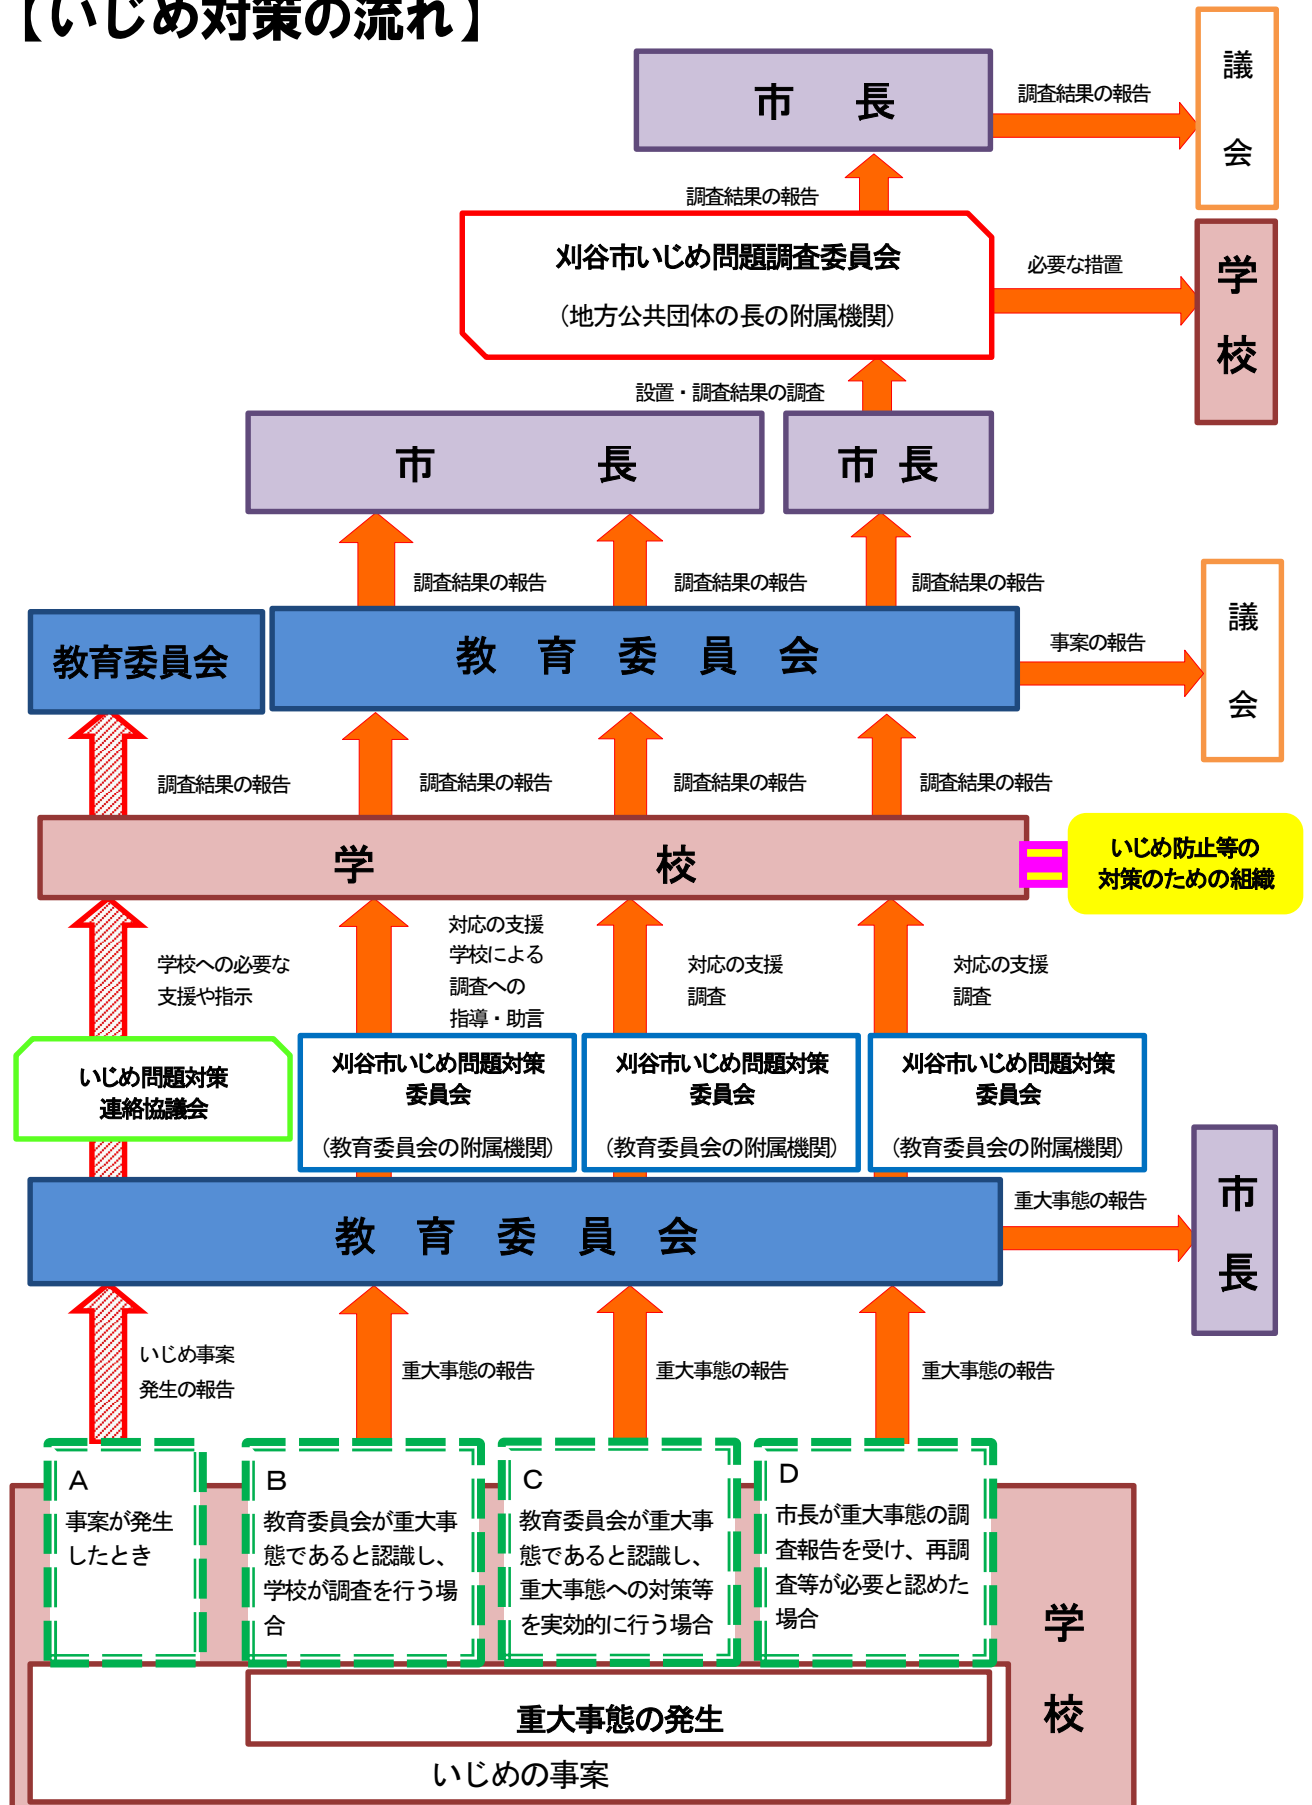 【いじめ対策の流れ】
市　長
調査結果の報告
議
会
調査結果の報告
刈谷市いじめ問題調査委員会
（地方公共団体の長の附属機関）
必要な措置
学
校
設置・調査結果の調査
市　　　　長
市 長
調査結果の報告
調査結果の報告
調査結果の報告
教育委員会
教　育　委　員　会
事案の報告
議
会
調査結果の報告
調査結果の報告
調査結果の報告
調査結果の報告
学　　　　　　　校
いじめ防止等の
対策のための組織
学校への必要な
支援や指示
対応の支援
学校による
調査への
指導・助言
対応の支援
調査
対応の支援
調査
いじめ問題対策
連絡協議会
刈谷市いじめ問題対策
委員会
（教育委員会の附属機関）
刈谷市いじめ問題対策
委員会
（教育委員会の附属機関）
刈谷市いじめ問題対策
委員会
（教育委員会の附属機関）
教　育　委　員　会
重大事態の報告
市
長
いじめ事案
発生の報告
重大事態の報告
重大事態の報告
重大事態の報告
A
事案が発生
したとき
B
教育委員会が重大事
態であると認識し、
学校が調査を行う場
合
C
教育委員会が重大事
態であると認識し、
重大事態への対策等
を実効的に行う場合
D
市長が重大事態の調
査報告を受け、再調
査等が必要と認めた
場合
学
校
重大事態の発生
いじめの事案